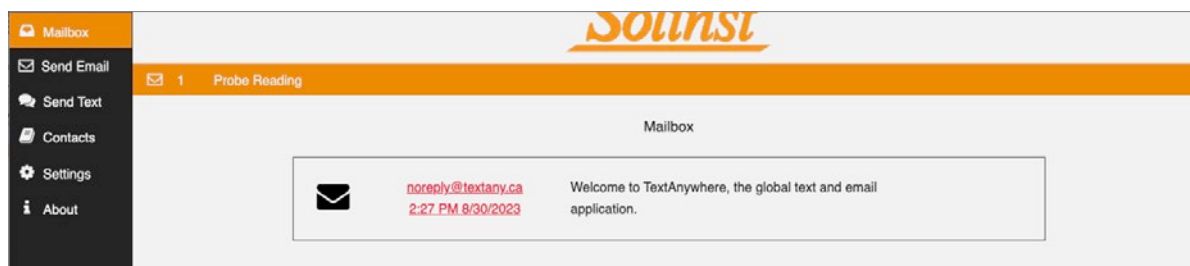 Solinst
Mailbox
Send Email
Send Text
Contacts
Settings
About
1 Probe Reading
Mailbox
noreply@textany.ca
2:27 PM 8/30/2023
Welcome to TextAnywhere, the global text and email
application.